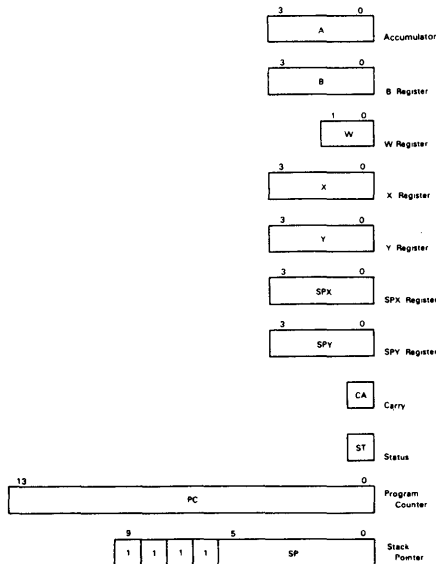 3 0
A
Accumulator
3 0
B
B Register
1 0
W
W Register
3 0
X
X Register
3 0
Y
Y Register
3 0
SPX
SPX Register
3 0
SPY
SPY Register
CA
Carry
ST
Status
13 0
PC
Program
Counter
9 5 0
1 1 1 1 SP
Stack
Pointer